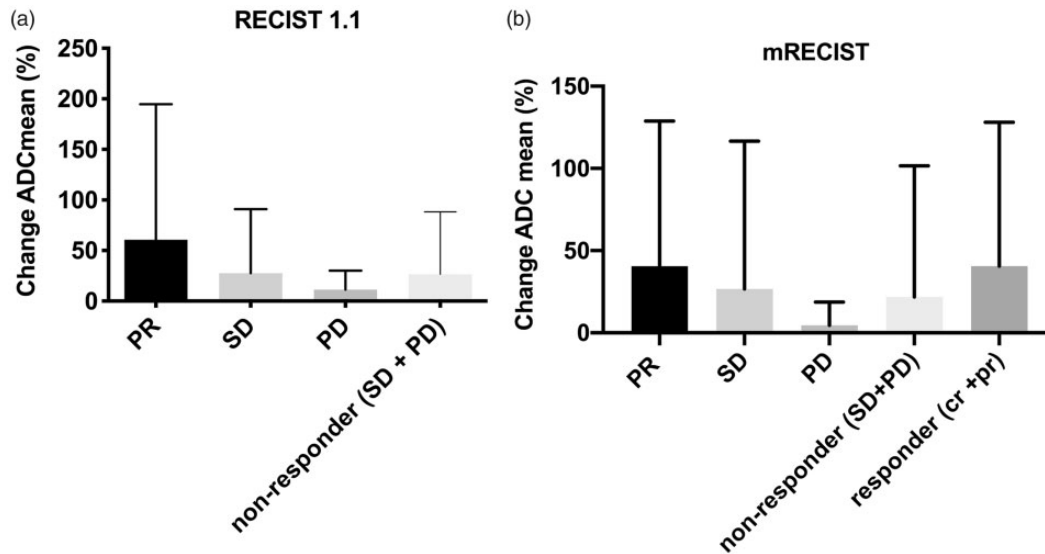 (a)
RECIST 1.1
Change ADCmean (%)
250
200
150
100
50
0
PR
SD
PD
non-responder (SD + PD)
(b)
mRECIST
Change ADC mean (%)
150
100
50
0
PR
SD
PD
non-responder (SD+PD)
responder (cr +pr)